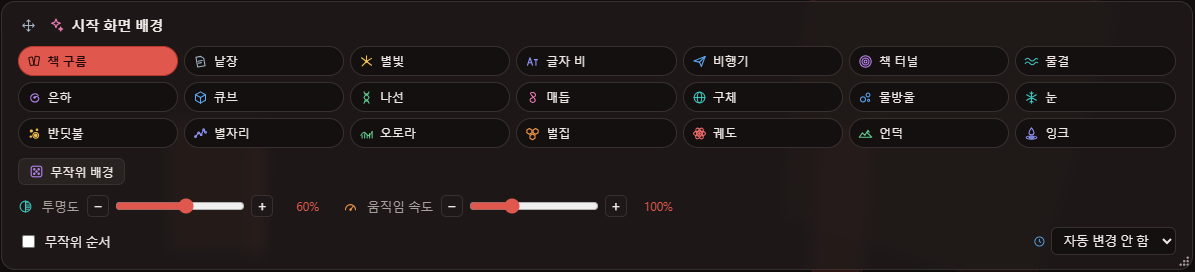 시작 화면 배경
책 구름 낱장 별빛 글자 비 비행기 책 터널 물결
은하 큐브 나선 매듭 구체 물방울 눈
반딧불 별자리 오로라 벌집 궤도 언덕 잉크
무작위 배경
투명도 − + 60% 움직임 속도 − + 100%
무작위 순서 자동 변경 안 함